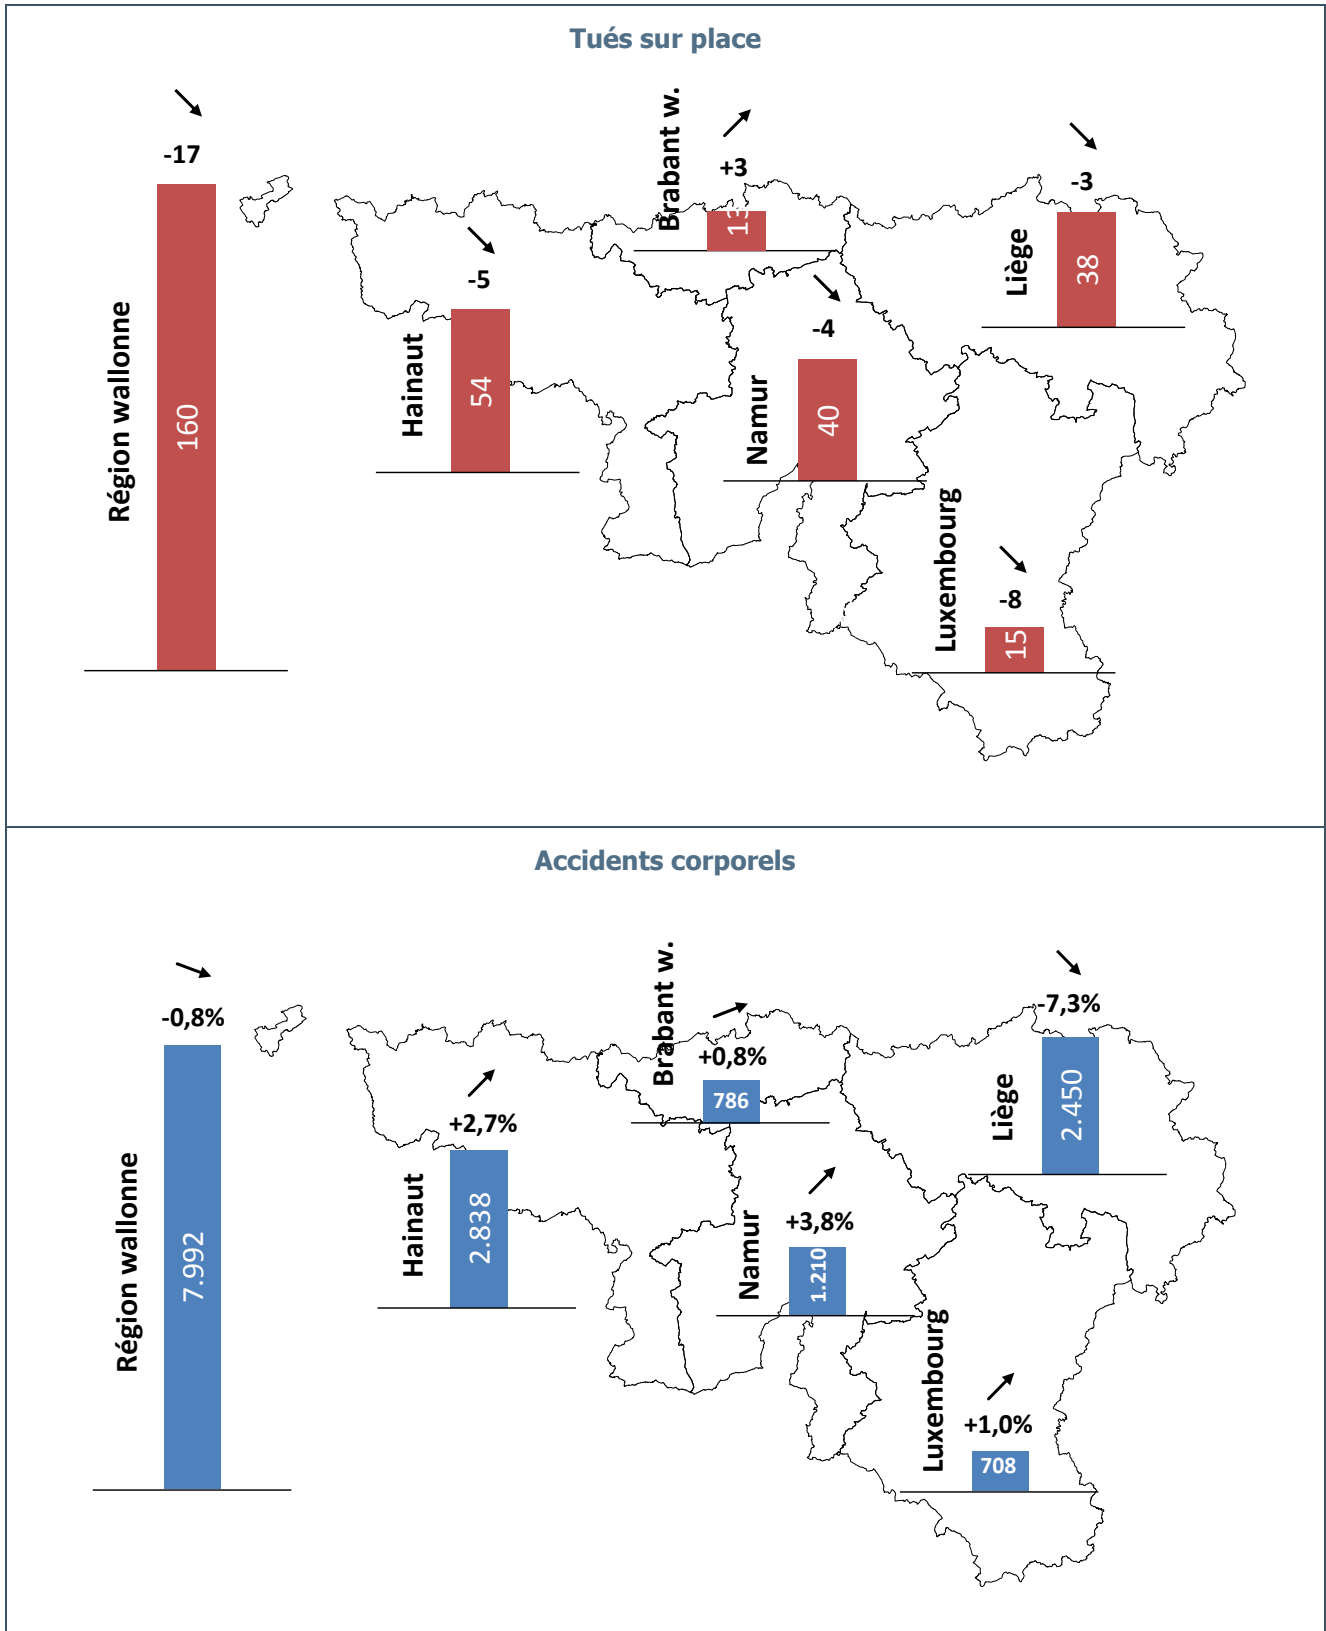 Tués sur place
Région wallonne
-17
160
Hainaut
-5
54
Brabant w.
+3
13
Namur
-4
40
Liège
-3
38
Luxembourg
-8
15
Accidents corporels
Région wallonne
-0,8%
7.992
Hainaut
+2,7%
2.838
Brabant w.
+0,8%
786
Namur
+3,8%
1.210
Liège
-7,3%
2.450
Luxembourg
+1,0%
708